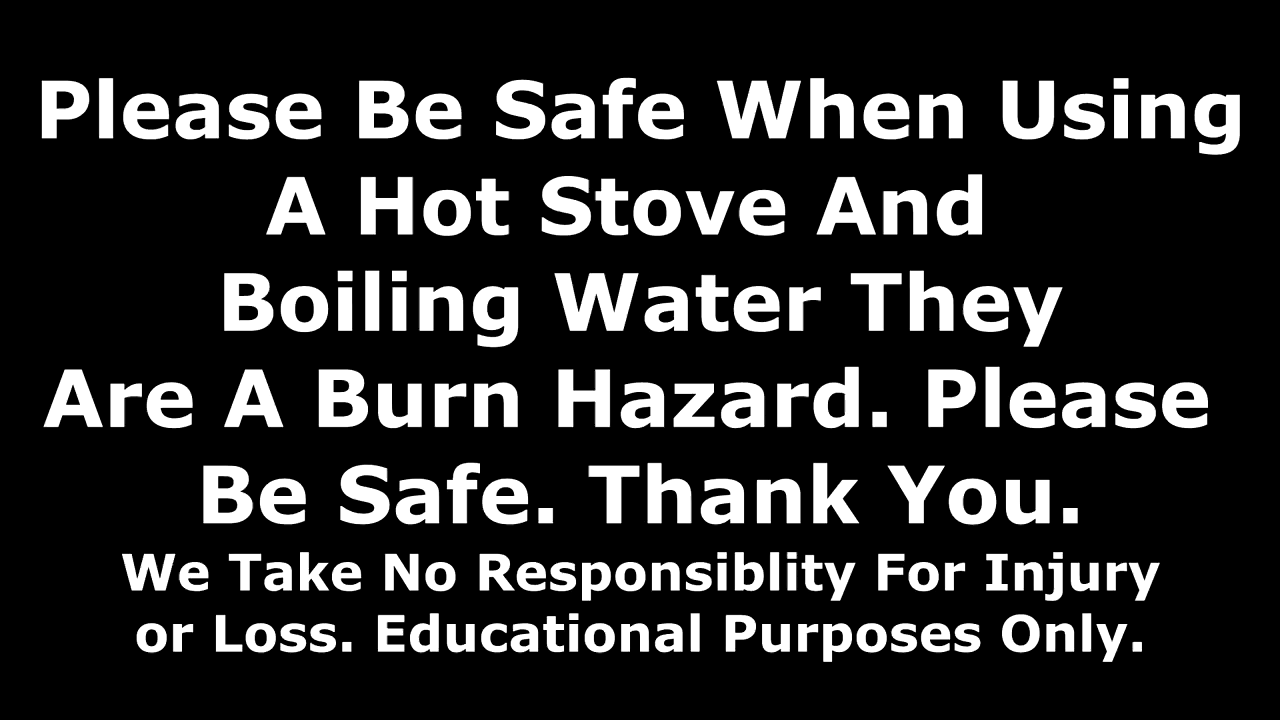 Please Be Safe When Using
A Hot Stove And
Boiling Water They
Are A Burn Hazard. Please
Be Safe. Thank You.
We Take No Responsiblity For Injury
or Loss. Educational Purposes Only.